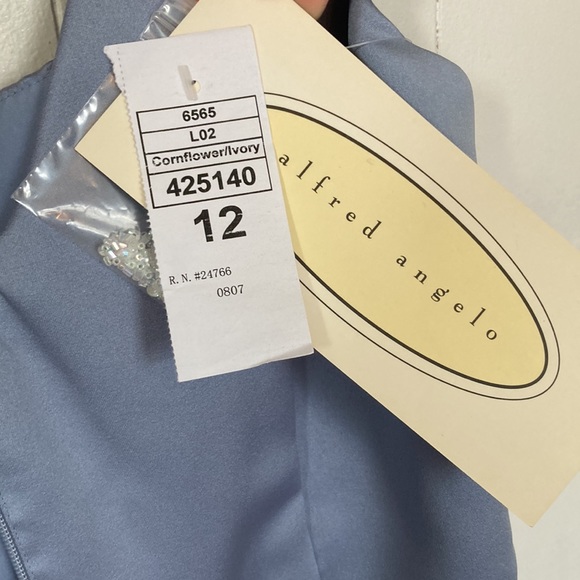 6565
L02
Cornflower/Ivory
425140
12
R. N. #24766
0807
alfred angelo